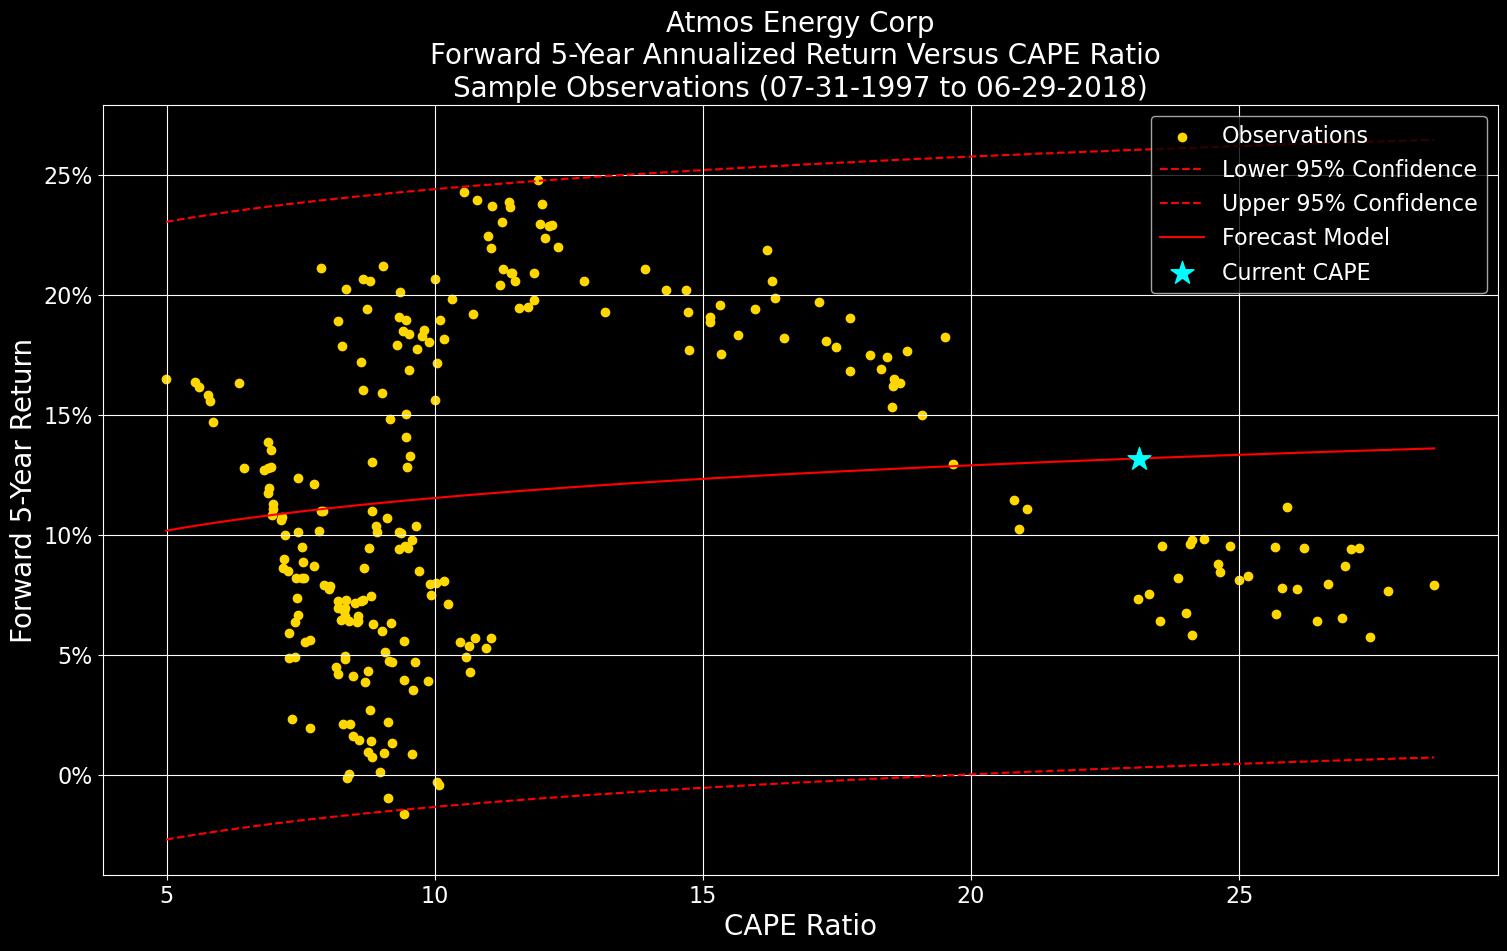 Atmos Energy Corp
Forward 5-Year Annualized Return Versus CAPE Ratio
Sample Observations (07-31-1997 to 06-29-2018)
Observations
Lower 95% Confidence
Upper 95% Confidence
Forecast Model
Current CAPE
Forward 5-Year Return
25%
20%
15%
10%
5%
0%
5 10 15 20 25
CAPE Ratio